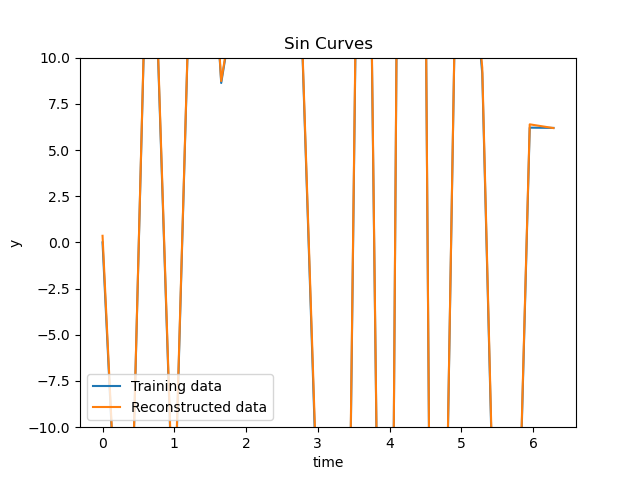 Sin Curves
10.0
7.5
5.0
2.5
0.0
−2.5
−5.0
−7.5
−10.0
y
Training data
Reconstructed data
0 1 2 3 4 5 6
time